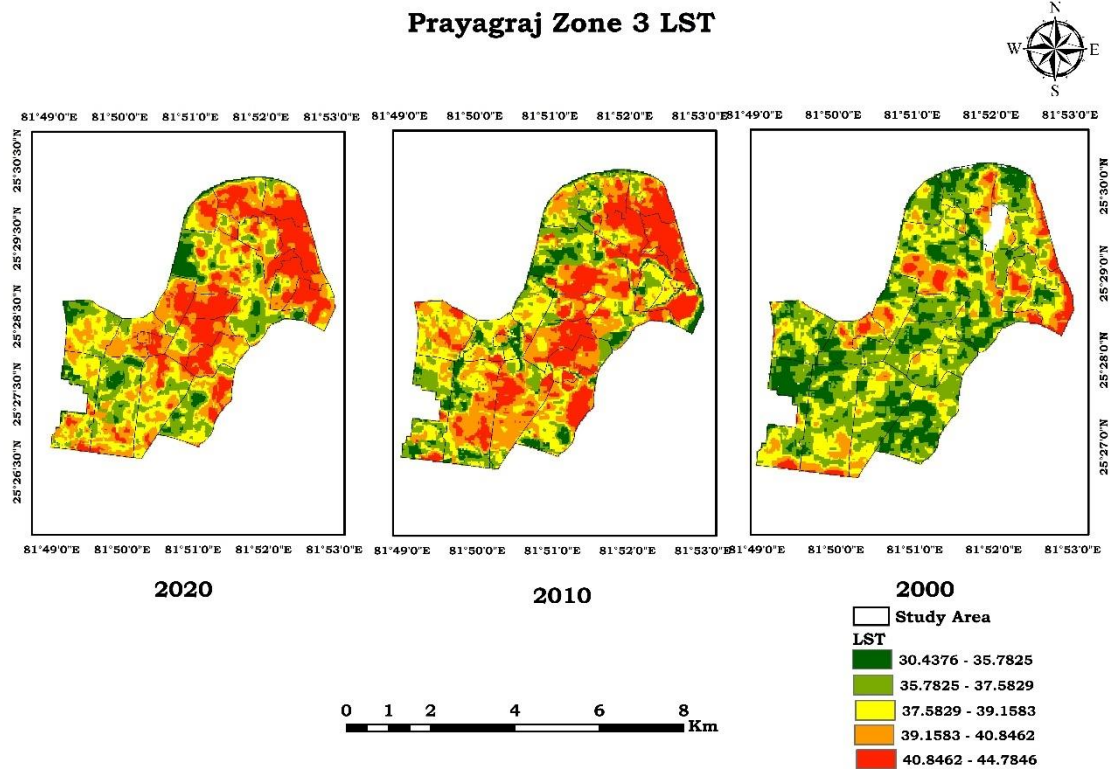 Prayagraj Zone 3 LST
N
W E
S
81°49'0"E 81°50'0"E 81°51'0"E 81°52'0"E 81°53'0"E
81°49'0"E 81°50'0"E 81°51'0"E 81°52'0"E 81°53'0"E
81°49'0"E 81°50'0"E 81°51'0"E 81°52'0"E 81°53'0"E
25°30'30"N
25°29'30"N
25°28'30"N
25°27'30"N
25°26'30"N
25°30'0"N
25°29'0"N
25°28'0"N
25°27'0"N
81°49'0"E 81°50'0"E 81°51'0"E 81°52'0"E 81°53'0"E
81°49'0"E 81°50'0"E 81°51'0"E 81°52'0"E 81°53'0"E
81°49'0"E 81°50'0"E 81°51'0"E 81°52'0"E 81°53'0"E
2020
2010
2000
Study Area
LST
30.4376 - 35.7825
35.7825 - 37.5829
37.5829 - 39.1583
39.1583 - 40.8462
40.8462 - 44.7846
0 1 2 4 6 8
Km